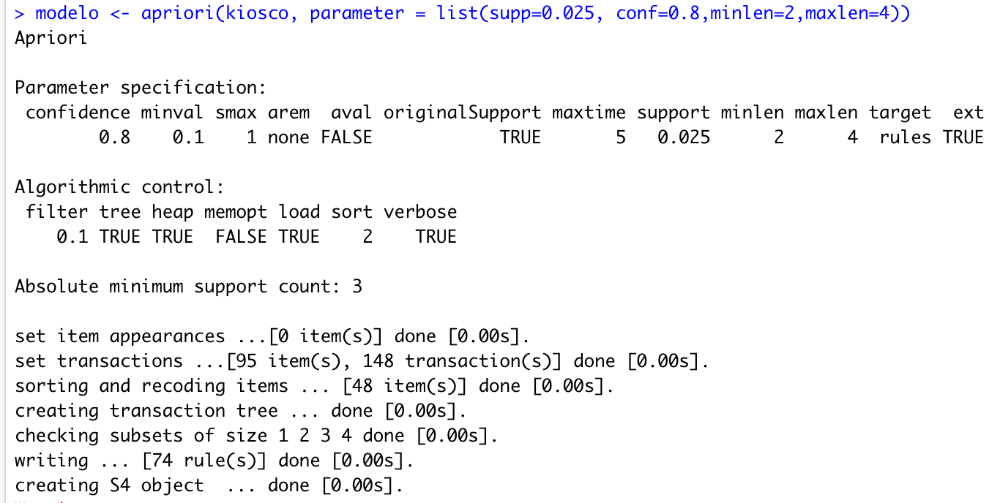 > modelo <- apriori(kiosco, parameter = list(supp=0.025, conf=0.8,minlen=2,maxlen=4))
Apriori
Parameter specification:
confidence minval smax arem aval originalSupport maxtime support minlen maxlen target ext
0.8 0.1 1 none FALSE TRUE 5 0.025 2 4 rules TRUE
Algorithmic control:
filter tree heap memopt load sort verbose
0.1 TRUE TRUE FALSE TRUE 2 TRUE
Absolute minimum support count: 3
set item appearances ...[0 item(s)] done [0.00s].
set transactions ...[95 item(s), 148 transaction(s)] done [0.00s].
sorting and recoding items ... [48 item(s)] done [0.00s].
creating transaction tree ... done [0.00s].
checking subsets of size 1 2 3 4 done [0.00s].
writing ... [74 rule(s)] done [0.00s].
creating S4 object ... done [0.00s].